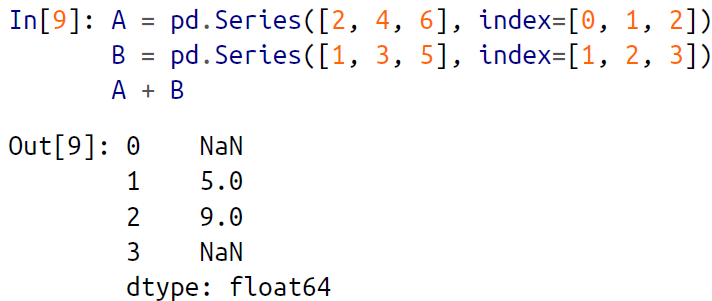 In[9]: A = pd.Series([2, 4, 6], index=[0, 1, 2])
B = pd.Series([1, 3, 5], index=[1, 2, 3])
A + B
Out[9]: 0 NaN
1 5.0
2 9.0
3 NaN
dtype: float64